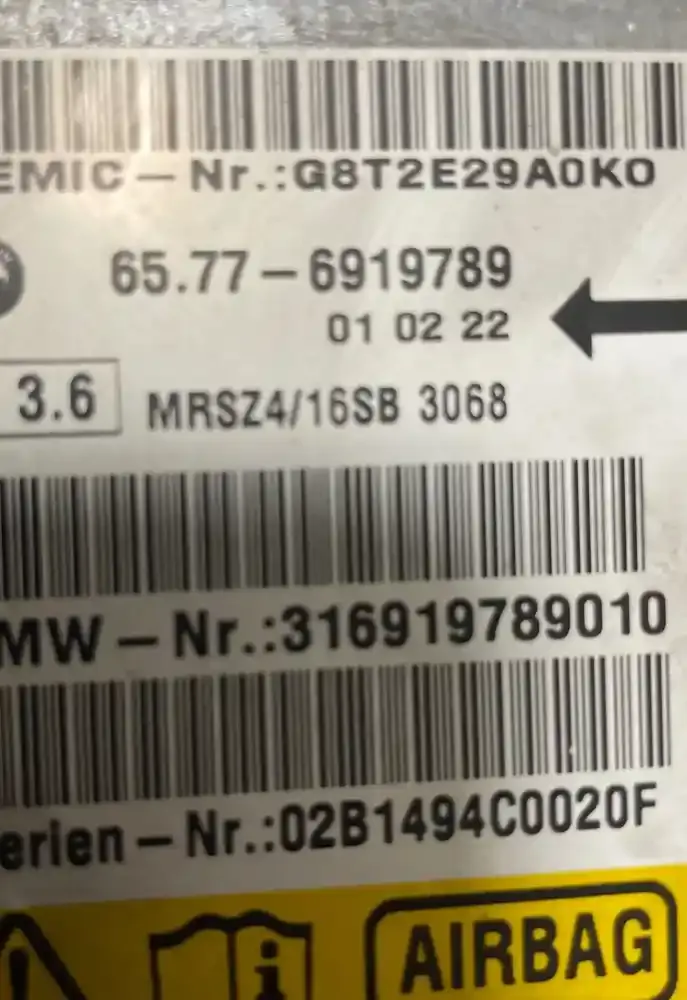 EMIC – Nr.:G8T2E29A0K0
65.77 – 6919789
01 02 22
3.6 MRSZ4/16SB 3068
MW – Nr.:316919789010
erien – Nr.:02B1494C0020F
AIRBAG